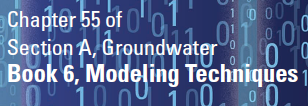 Chapter 55 of
Section A, Groundwater
Book 6, Modeling Techniques